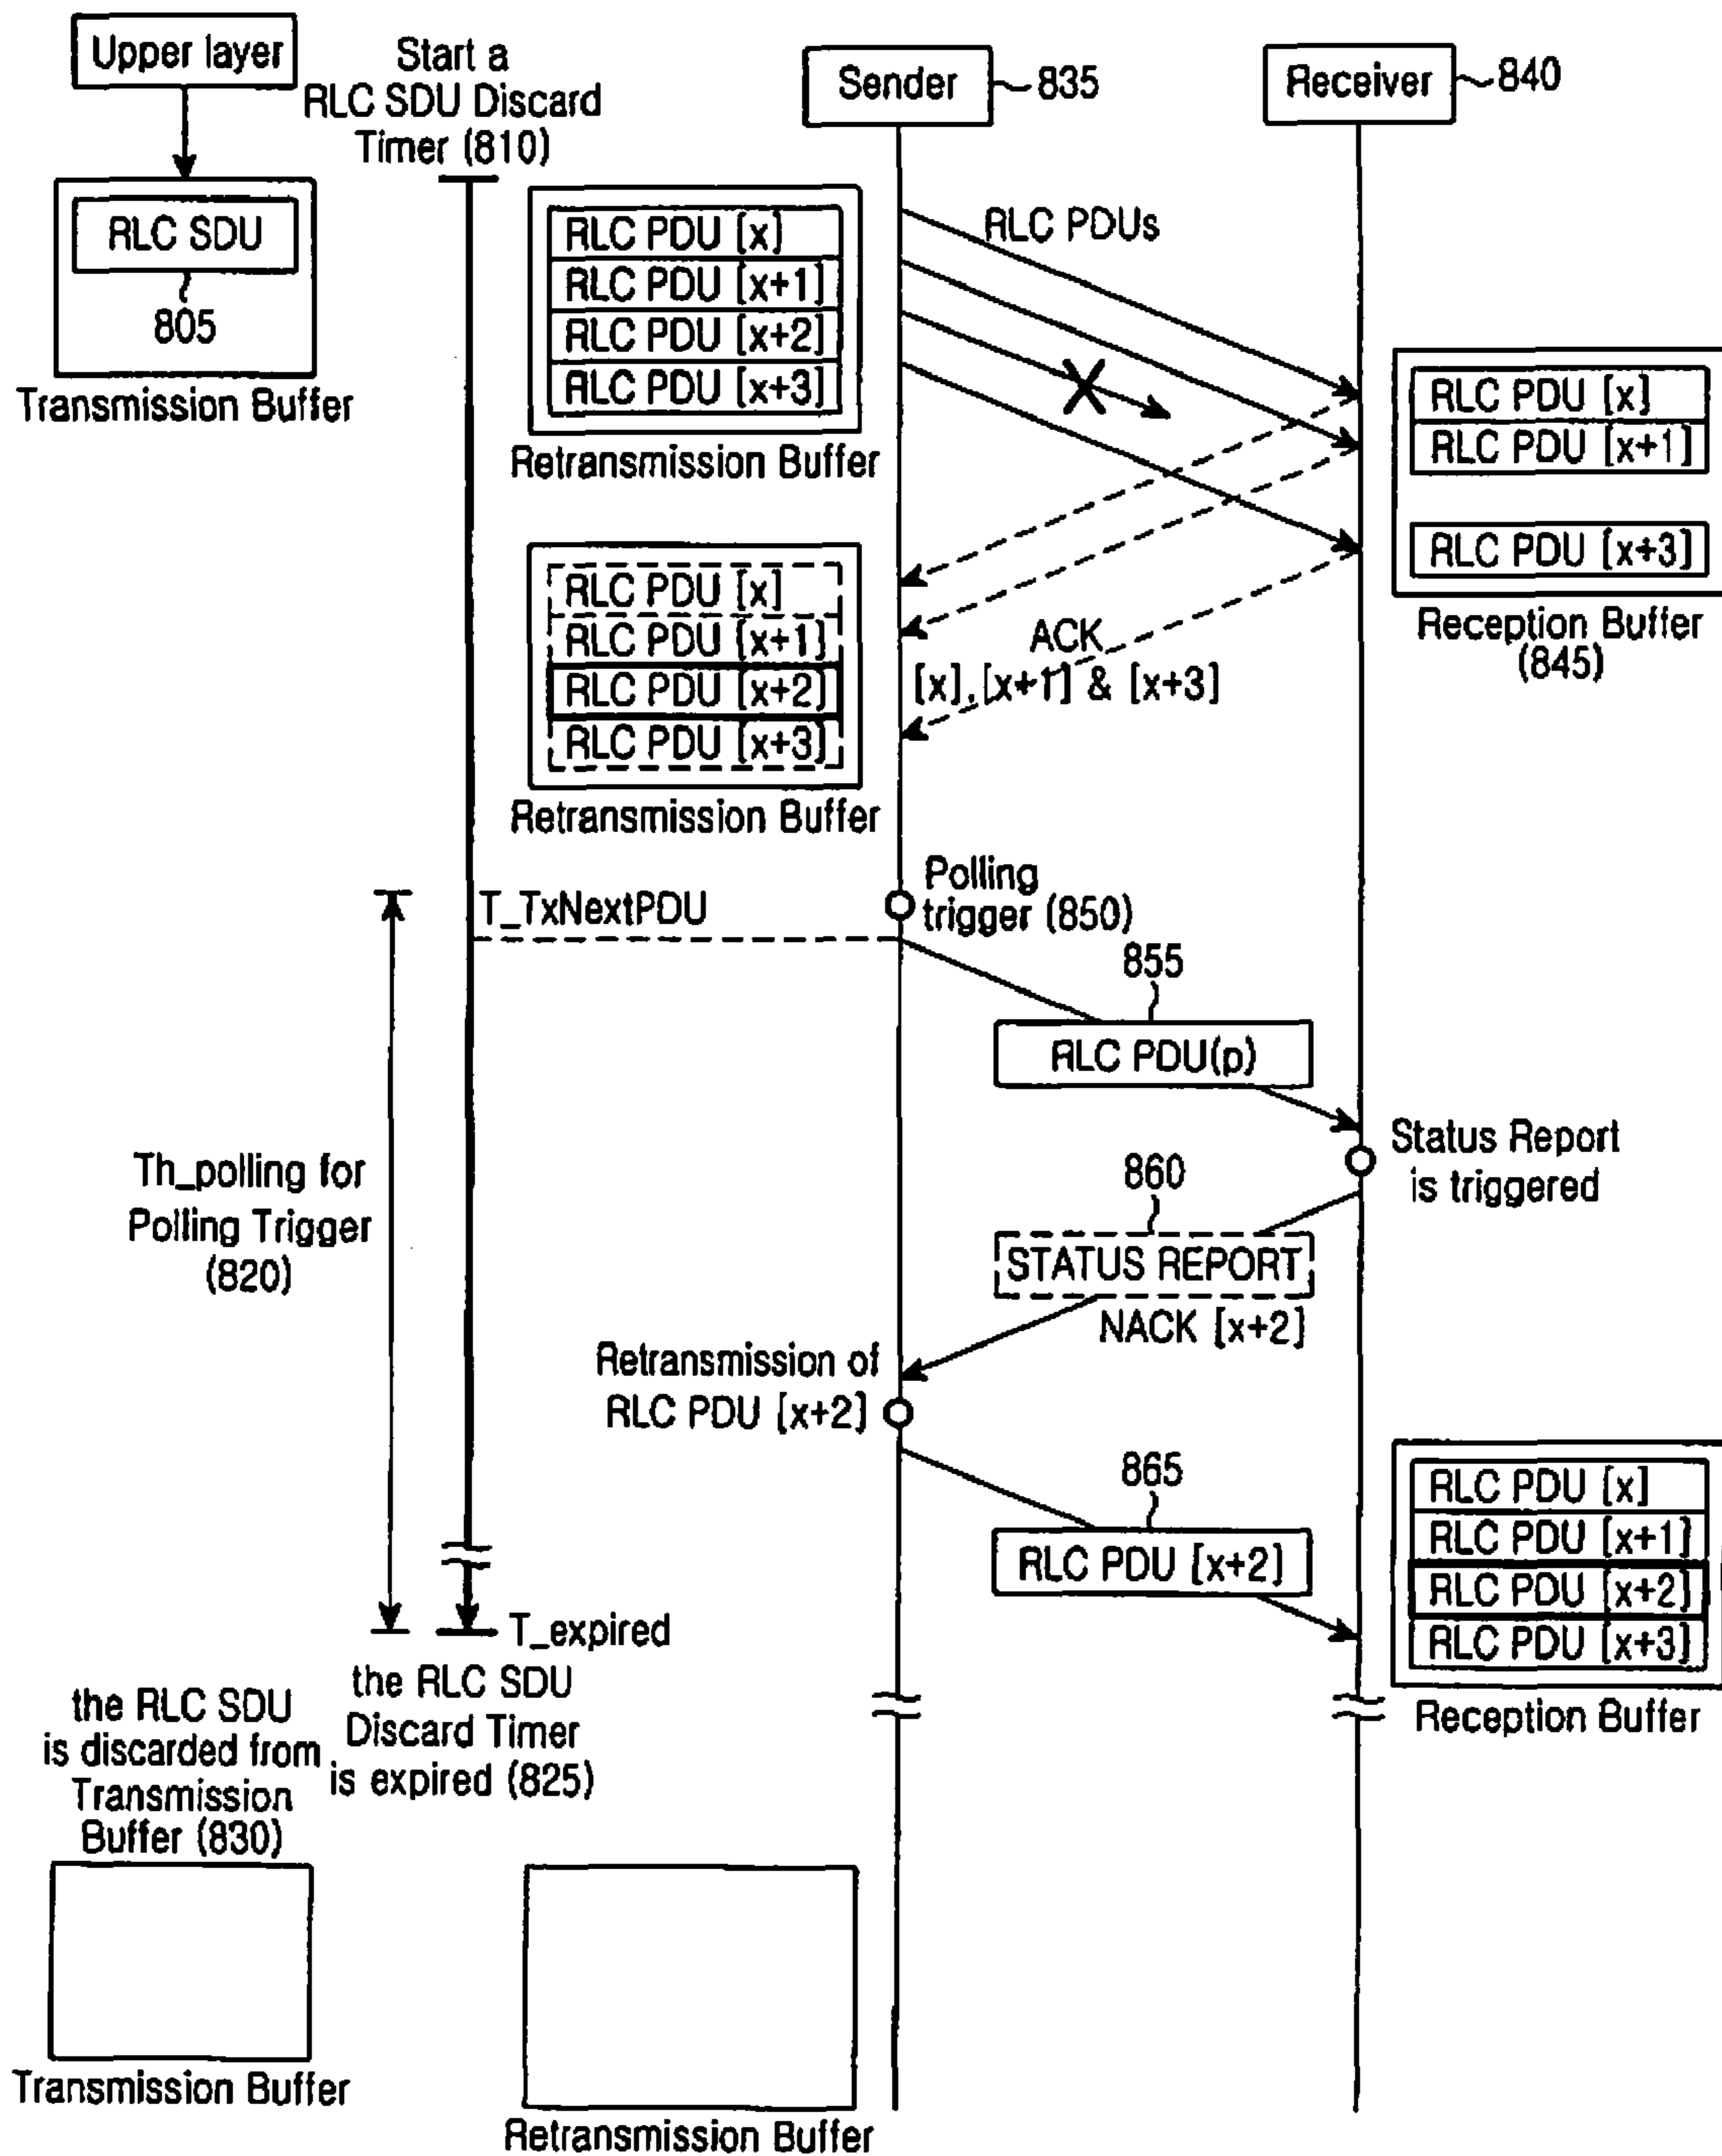 Upper layer
Start a
RLC SDU Discard
Timer (810)
Sender
835
Receiver
840
RLC SDU
805
Transmission Buffer
RLC PDU [x]
RLC PDU [x+1]
RLC PDU [x+2]
RLC PDU [x+3]
Retransmission Buffer
RLC PDUs
X
RLC PDU [x]
RLC PDU [x+1]
RLC PDU [x+3]
Reception Buffer
(845)
RLC PDU [x]
RLC PDU [x+1]
RLC PDU [x+2]
RLC PDU [x+3]
Retransmission Buffer
ACK
[x], [x+1] & [x+3]
T_TxNextPDU
Polling
trigger (850)
855
RLC PDU(p)
Status Report
is triggered
Th_polling for
Polling Trigger
(820)
860
STATUS REPORT
NACK [x+2]
Retransmission of
RLC PDU [x+2]
865
RLC PDU [x+2]
RLC PDU [x]
RLC PDU [x+1]
RLC PDU [x+2]
RLC PDU [x+3]
Reception Buffer
T_expired
the RLC SDU
Discard Timer
is expired (825)
the RLC SDU
is discarded from
Transmission
Buffer (830)
Transmission Buffer
Retransmission Buffer